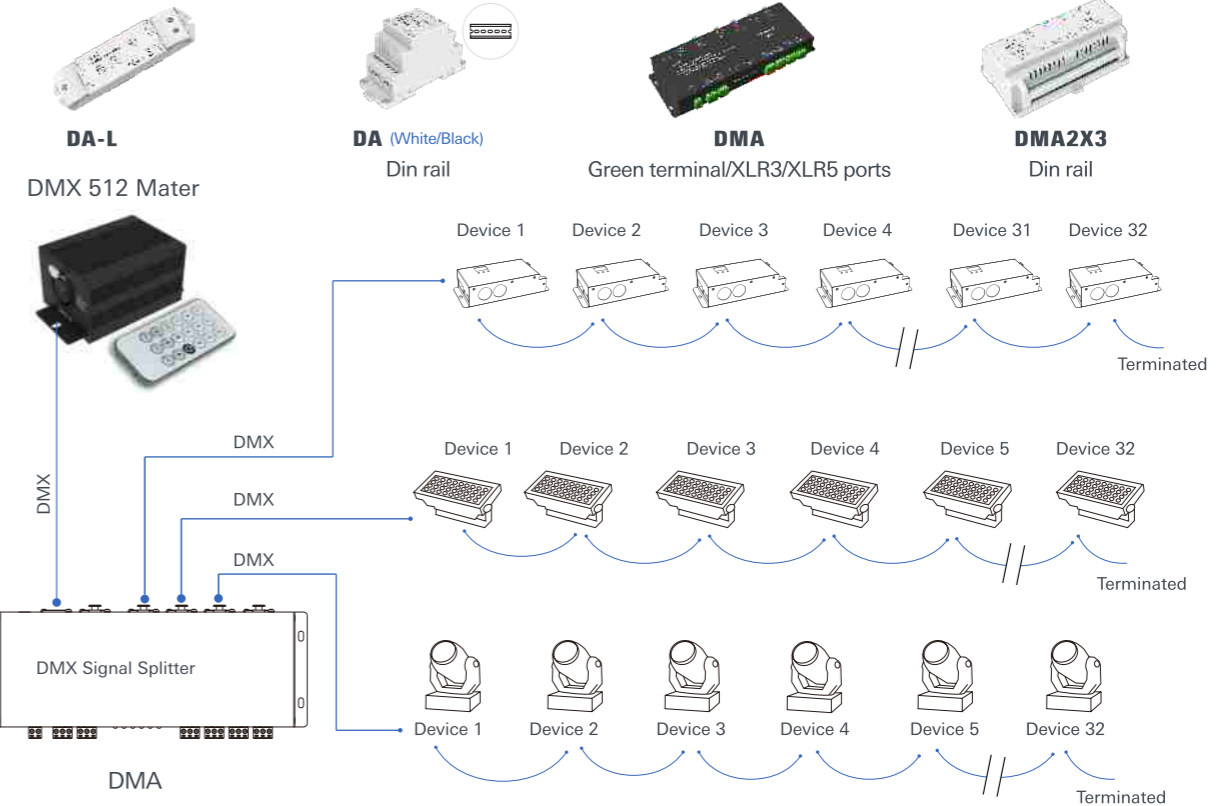 DA-L
DA (White/Black)
Din rail
DMA
Green terminal/XLR3/XLR5 ports
DMA2X3
Din rail
DMX 512 Mater
Device 1
Device 2
Device 3
Device 4
Device 31
Device 32
Terminated
DMX
DMX
DMX
DMX
Device 1
Device 2
Device 3
Device 4
Device 5
Device 32
Terminated
DMX Signal Splitter
DMA
Device 1
Device 2
Device 3
Device 4
Device 5
Device 32
Terminated